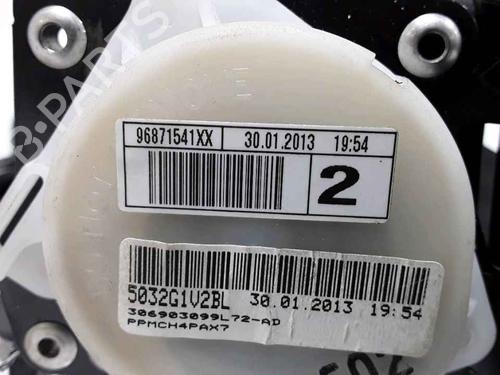 B-PARTS
96871541XX 30.01.2013 19:54
2
5032G1V2BL 30.01.2013 19:54
306903099L72-AD
PPMCH4PAX7